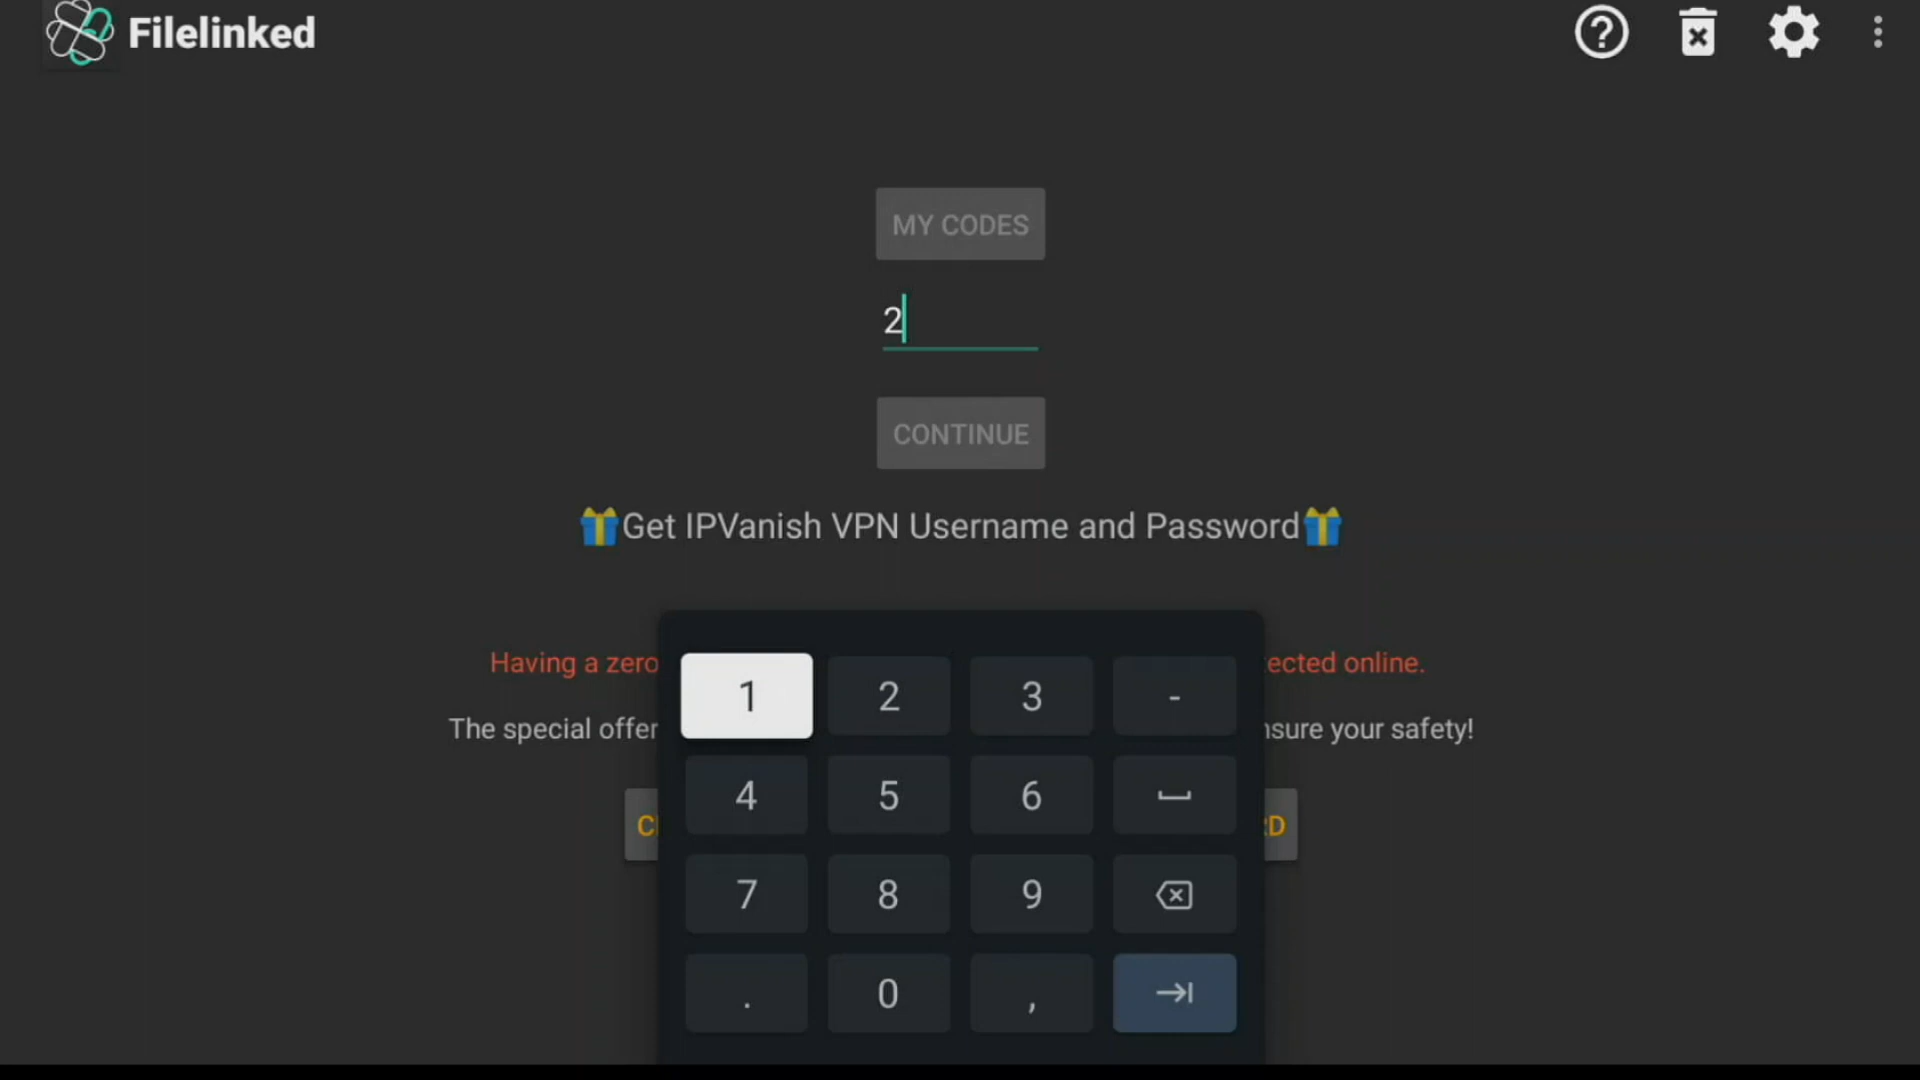 Filelinked
MY CODES
2
CONTINUE
Get IPVanish VPN Username and Password
Having a zero
ected online.
The special offer
nsure your safety!
1 2 3 -
4 5 6
7 8 9
. 0 ,